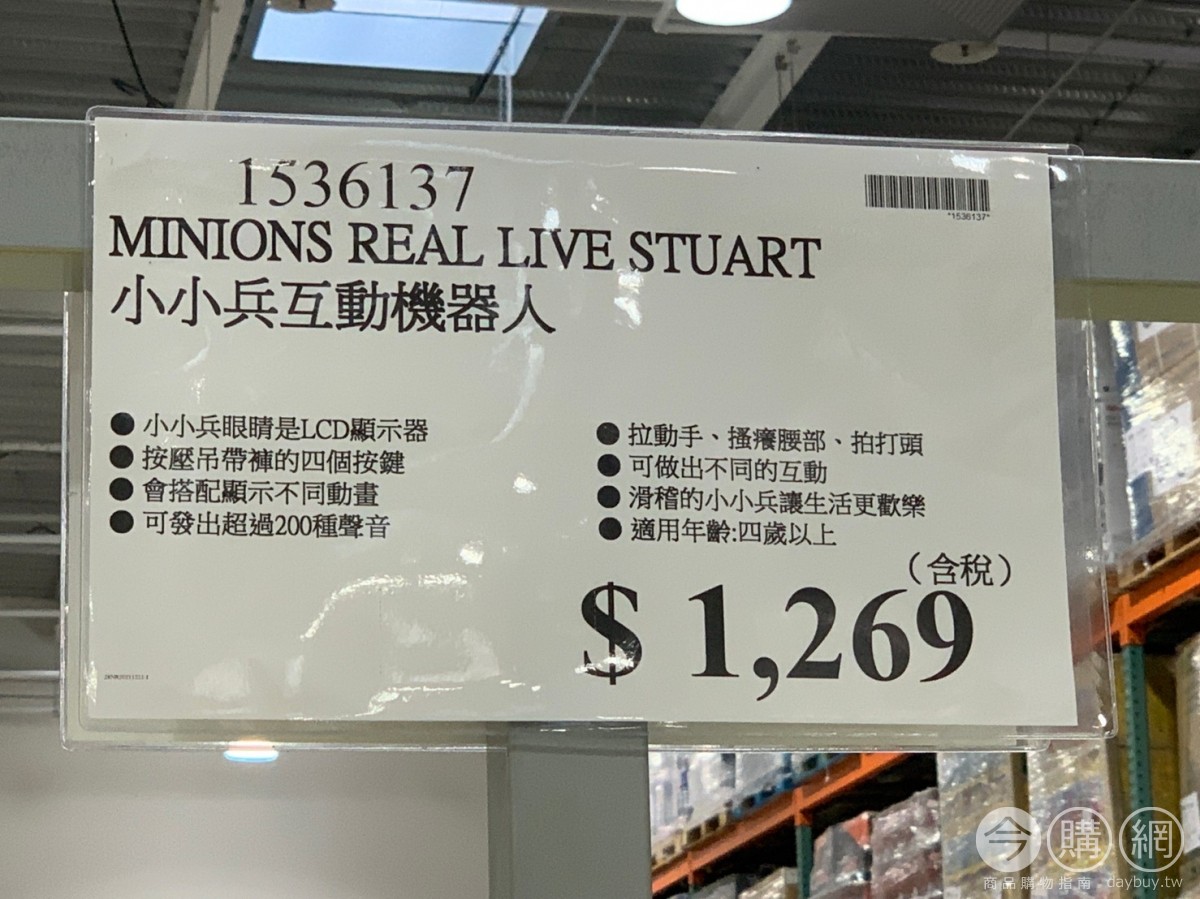 1536137
*1536137*
MINIONS REAL LIVE STUART
小小兵互動機器人
● 小小兵眼睛是LCD顯示器
● 按壓吊帶褲的四個按鍵
● 會搭配顯示不同動畫
● 可發出超過200種聲音
● 拉動手、搔癢腰部、拍打頭
● 可做出不同的互動
● 滑稽的小小兵讓生活更歡樂
● 適用年齡:四歲以上
（含稅）
$ 1,269
今購網
商品購物指南 daybuy.tw